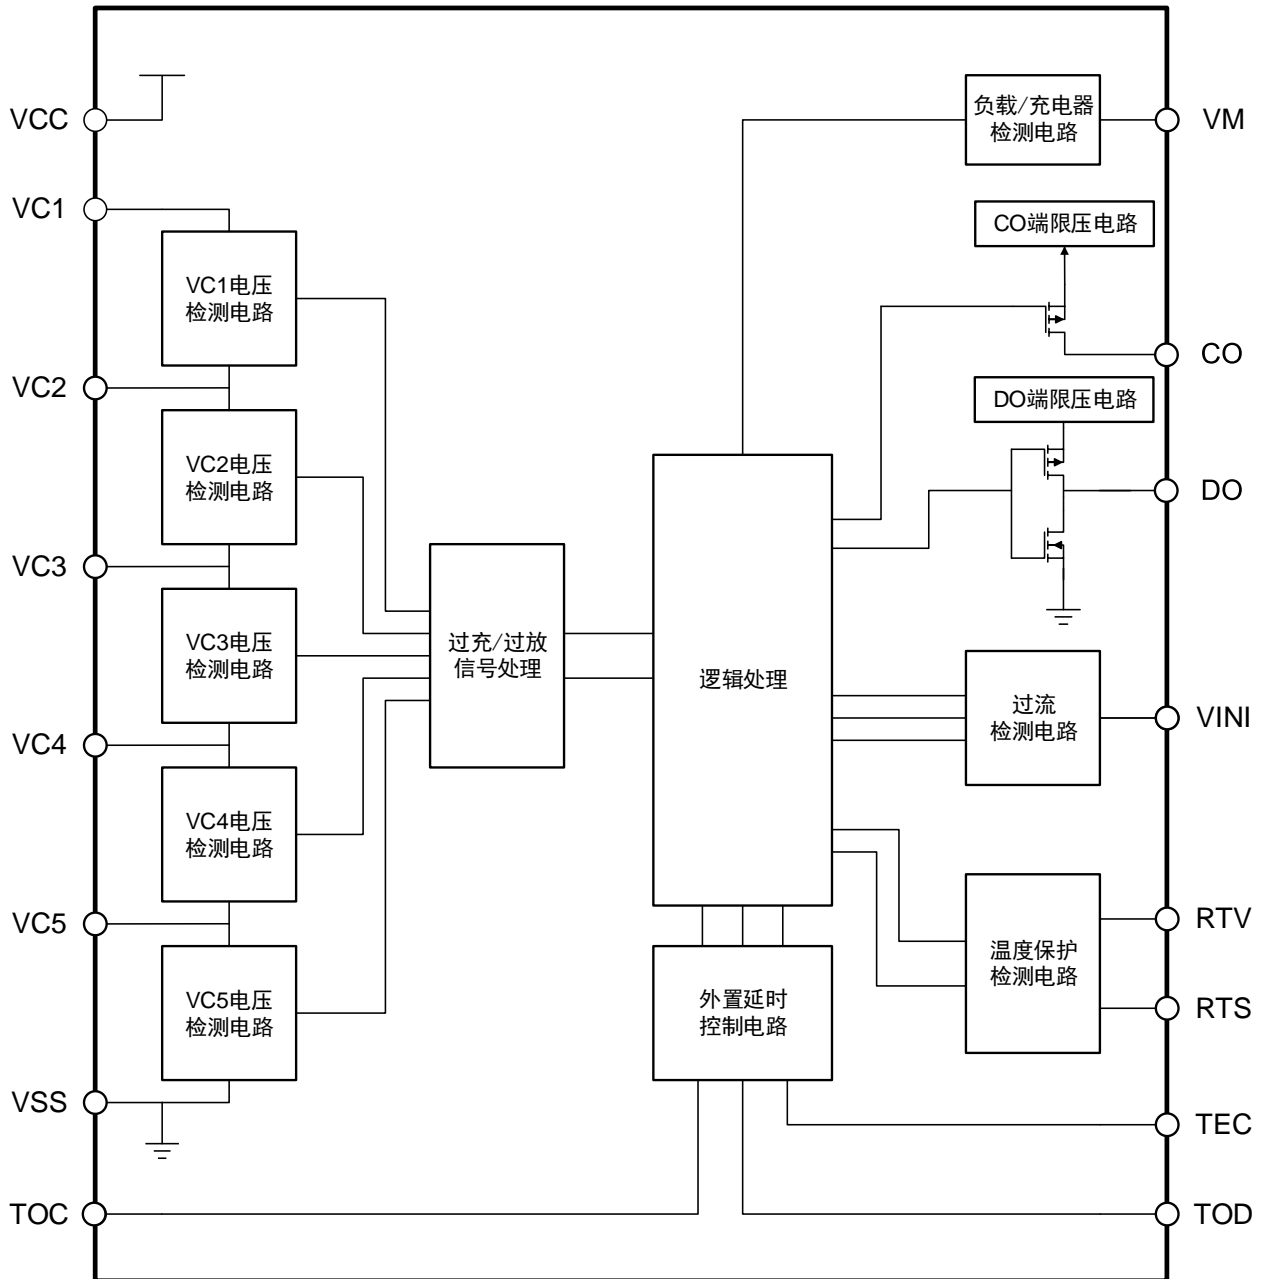 VCC
VC1
VC2
VC3
VC4
VC5
VSS
TOC
VC1电压
检测电路
VC2电压
检测电路
VC3电压
检测电路
VC4电压
检测电路
VC5电压
检测电路
过充/过放
信号处理
逻辑处理
外置延时
控制电路
负载/充电器
检测电路
CO端限压电路
DO端限压电路
过流
检测电路
温度保护
检测电路
VM
CO
DO
VINI
RTV
RTS
TEC
TOD